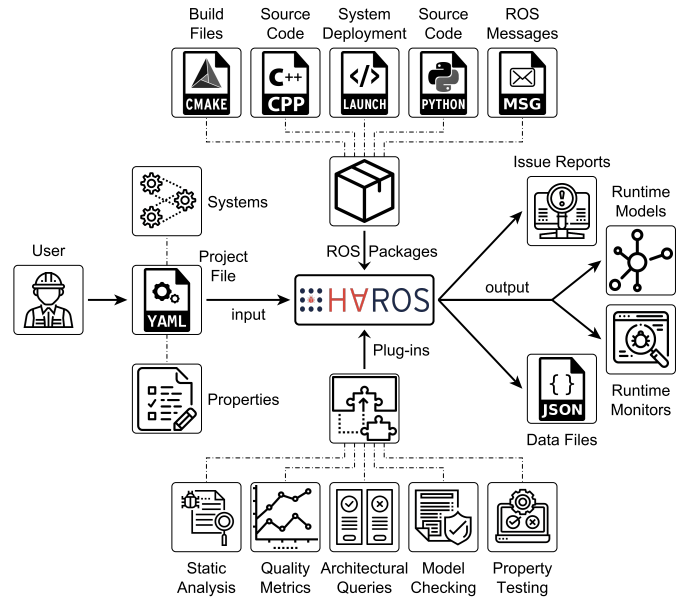 Build
Files
Source
Code
System
Deployment
Source
Code
ROS
Messages
CMAKE
C++
CPP
</>
LAUNCH
PYTHON
MSG
Issue Reports
Systems
Runtime
Models
User
Project
File
ROS Packages
YAML
input
H∀ROS
output
Plug-ins
Properties
{ }
JSON
Data Files
Runtime
Monitors
Static
Analysis
Quality
Metrics
Architectural
Queries
Model
Checking
Property
Testing